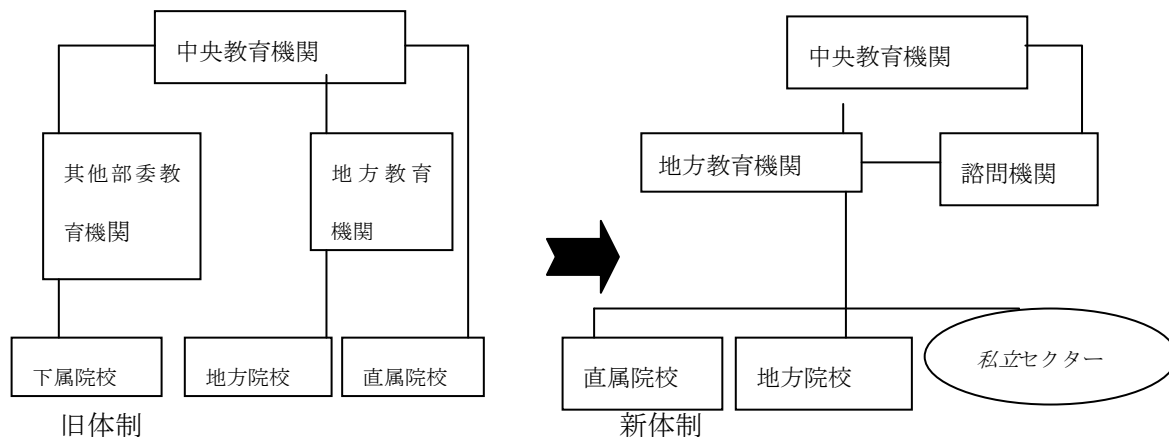 中央教育機関
其他部委教
育機関
地方教育
機関
下属院校
地方院校
直属院校
旧体制
中央教育機関
地方教育機関
諮問機関
直属院校
地方院校
私立セクター
新体制